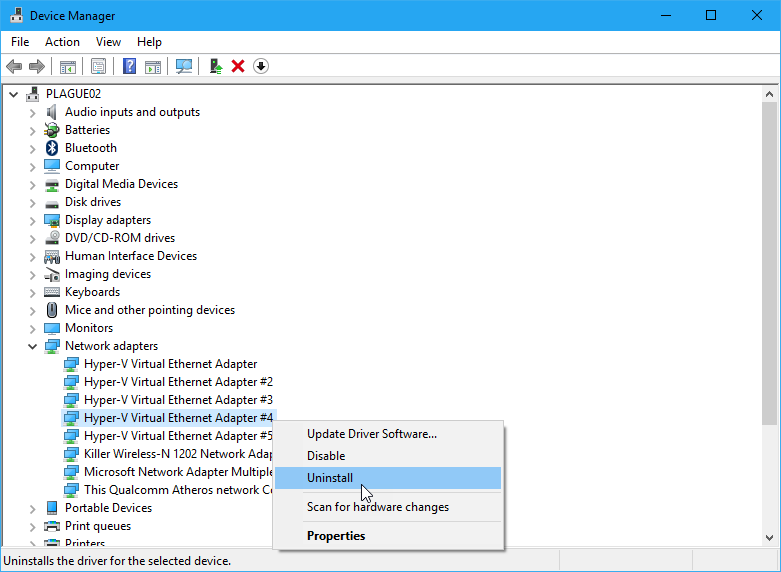 Device Manager
File Action View Help
PLAGUE02
Audio inputs and outputs
Batteries
Bluetooth
Computer
Digital Media Devices
Disk drives
Display adapters
DVD/CD-ROM drives
Human Interface Devices
Imaging devices
Keyboards
Mice and other pointing devices
Monitors
Network adapters
Hyper-V Virtual Ethernet Adapter
Hyper-V Virtual Ethernet Adapter #2
Hyper-V Virtual Ethernet Adapter #3
Hyper-V Virtual Ethernet Adapter #4
Hyper-V Virtual Ethernet Adapter #5
Killer Wireless-N 1202 Network Adap
Microsoft Network Adapter Multiple
This Qualcomm Atheros network Co
Portable Devices
Print queues
Printers
Update Driver Software...
Disable
Uninstall
Scan for hardware changes
Properties
Uninstalls the driver for the selected device.